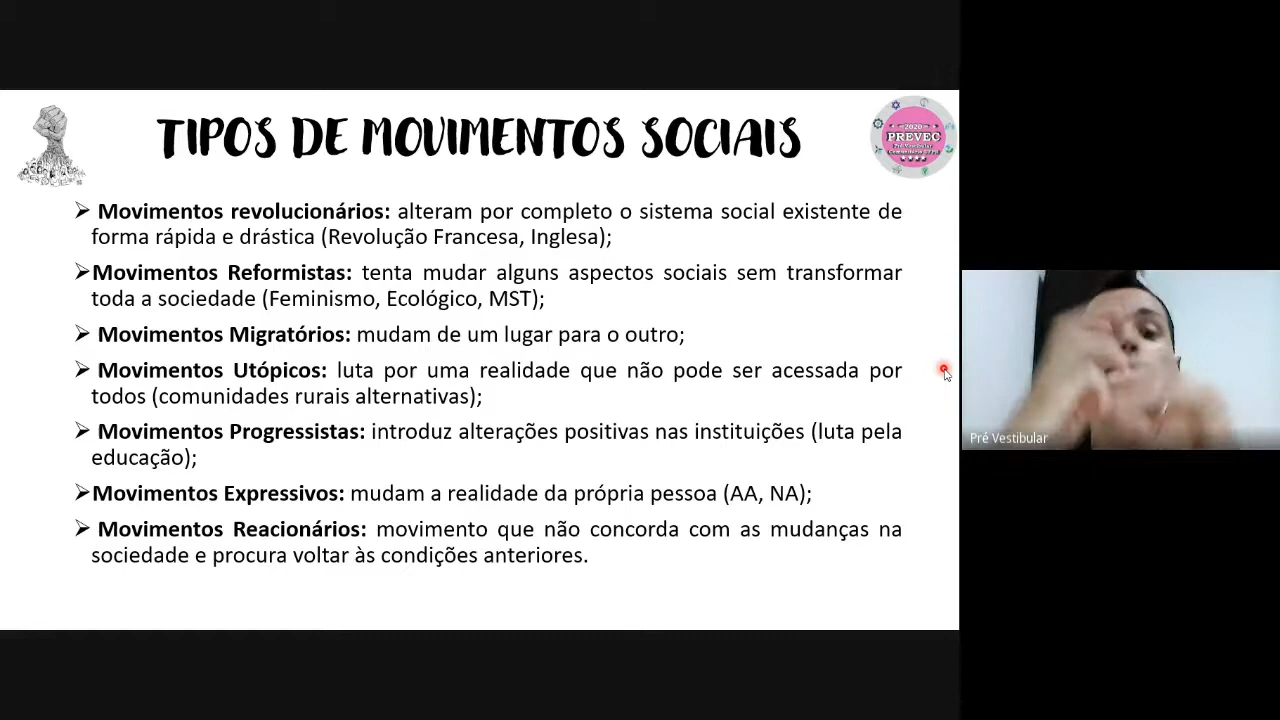 TIPOS DE MOVIMENTOS SOCIAIS
2020
PREVEC
➢ Movimentos revolucionários: alteram por completo o sistema social existente de
forma rápida e drástica (Revolução Francesa, Inglesa);
➢Movimentos Reformistas: tenta mudar alguns aspectos sociais sem transformar
toda a sociedade (Feminismo, Ecológico, MST);
➢ Movimentos Migratórios: mudam de um lugar para o outro;
➢ Movimentos Utópicos: luta por uma realidade que não pode ser acessada por
todos (comunidades rurais alternativas);
➢ Movimentos Progressistas: introduz alterações positivas nas instituições (luta pela
educação);
➢Movimentos Expressivos: mudam a realidade da própria pessoa (AA, NA);
➢ Movimentos Reacionários: movimento que não concorda com as mudanças na
sociedade e procura voltar às condições anteriores.
Pré Vestibular